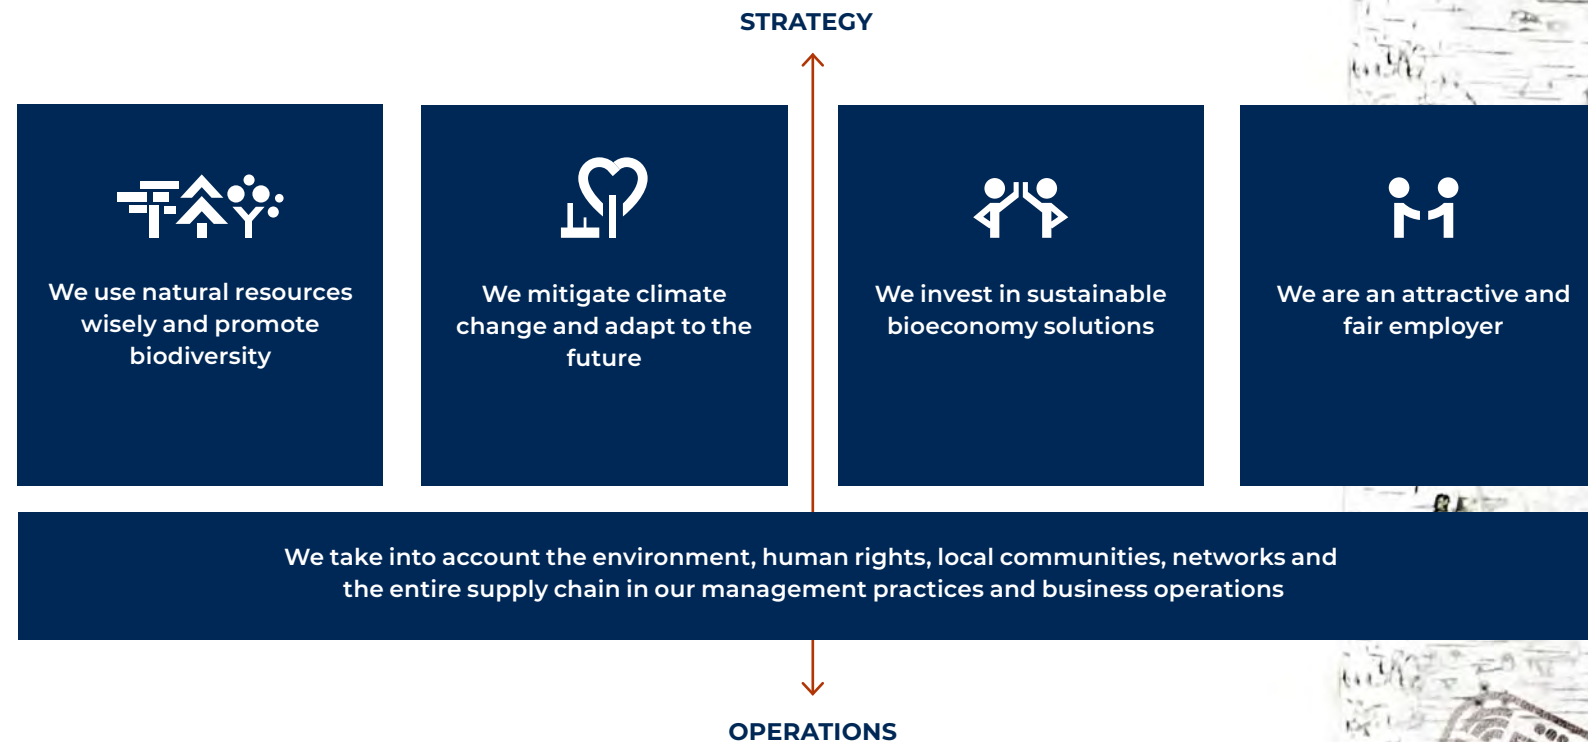 STRATEGY
We use natural resources
wisely and promote
biodiversity
We mitigate climate
change and adapt to the
future
We invest in sustainable
bioeconomy solutions
We are an attractive and
fair employer
We take into account the environment, human rights, local communities, networks and
the entire supply chain in our management practices and business operations
OPERATIONS